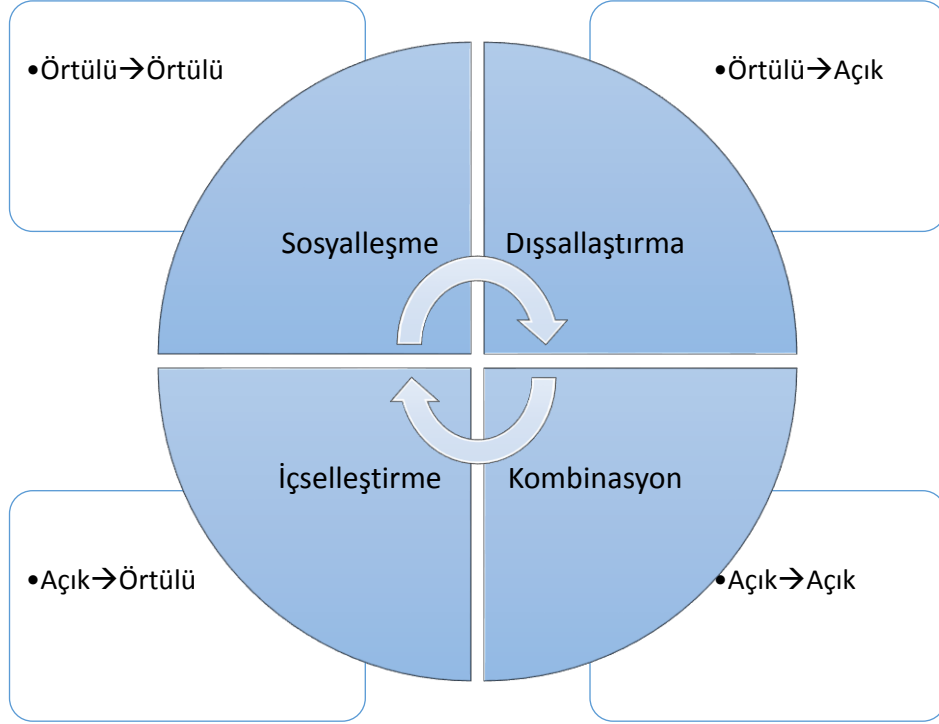 •Örtülü→Örtülü
•Örtülü→Açık
Sosyalleşme
Dışsallaştırma
İçselleştirme
Kombinasyon
•Açık→Örtülü
•Açık→Açık